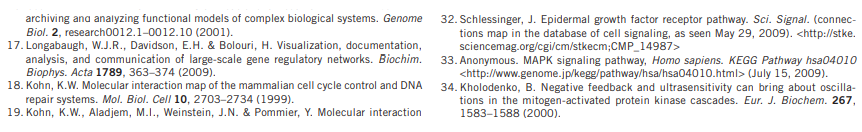 archiving and analyzing functional models of complex biological systems. Genome
Biol. 2, research0012.1–0012.10 (2001).
17. Longabaugh, W.J.R., Davidson, E.H. & Bolouri, H. Visualization, documentation,
analysis, and communication of large-scale gene regulatory networks. Biochim.
Biophys. Acta 1789, 363–374 (2009).
18. Kohn, K.W. Molecular interaction map of the mammalian cell cycle control and DNA
repair systems. Mol. Biol. Cell 10, 2703–2734 (1999).
19. Kohn, K.W., Aladjem, M.I., Weinstein, J.N. & Pommier, Y. Molecular interaction
32. Schlessinger, J. Epidermal growth factor receptor pathway. Sci. Signal. (connec-
tions map in the database of cell signaling, as seen May 29, 2009). <http://stke.
sciencemag.org/cgi/cm/stkecm;CMP_14987>
33. Anonymous. MAPK signaling pathway, Homo sapiens. KEGG Pathway hsa04010
<http://www.genome.jp/kegg/pathway/hsa/hsa04010.html> (July 15, 2009).
34. Kholodenko, B. Negative feedback and ultrasensitivity can bring about oscilla-
tions in the mitogen-activated protein kinase cascades. Eur. J. Biochem. 267,
1583–1588 (2000).